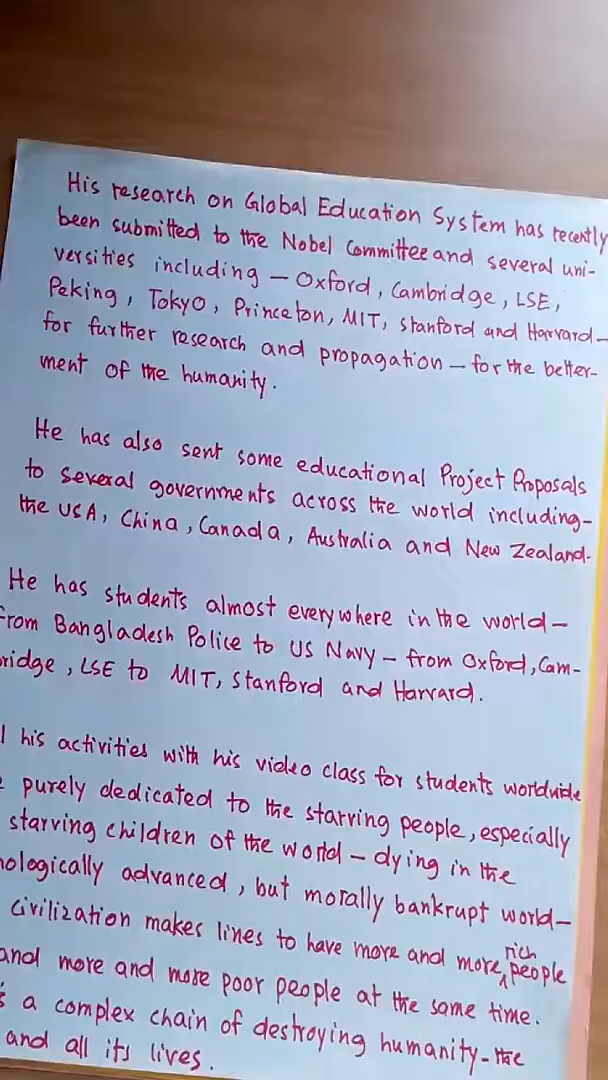 His research on Global Education System has recently
been submitted to the Nobel Committee and several uni-
versities including — Oxford, Cambridge, LSE,
Peking, Tokyo, Princeton, MIT, Stanford and Harvard—
for further research and propagation — for the better-
ment of the humanity.
He has also sent some educational Project Proposals
to several governments across the world including-
the USA, China, Canada, Australia and New Zealand.
He has students almost everywhere in the world—
From Bangladesh Police to US Navy — from Oxford, Cam-
ridge, LSE to MIT, Stanford and Harvard.
his activities with his video class for students worldwide
purely dedicated to the starving people, especially
starving children of the world — dying in the
nologically advanced, but morally bankrupt world—
civilization makes lines to have more and more rich people
and more and more poor people at the same time.
a complex chain of destroying humanity-the
and all its lives.